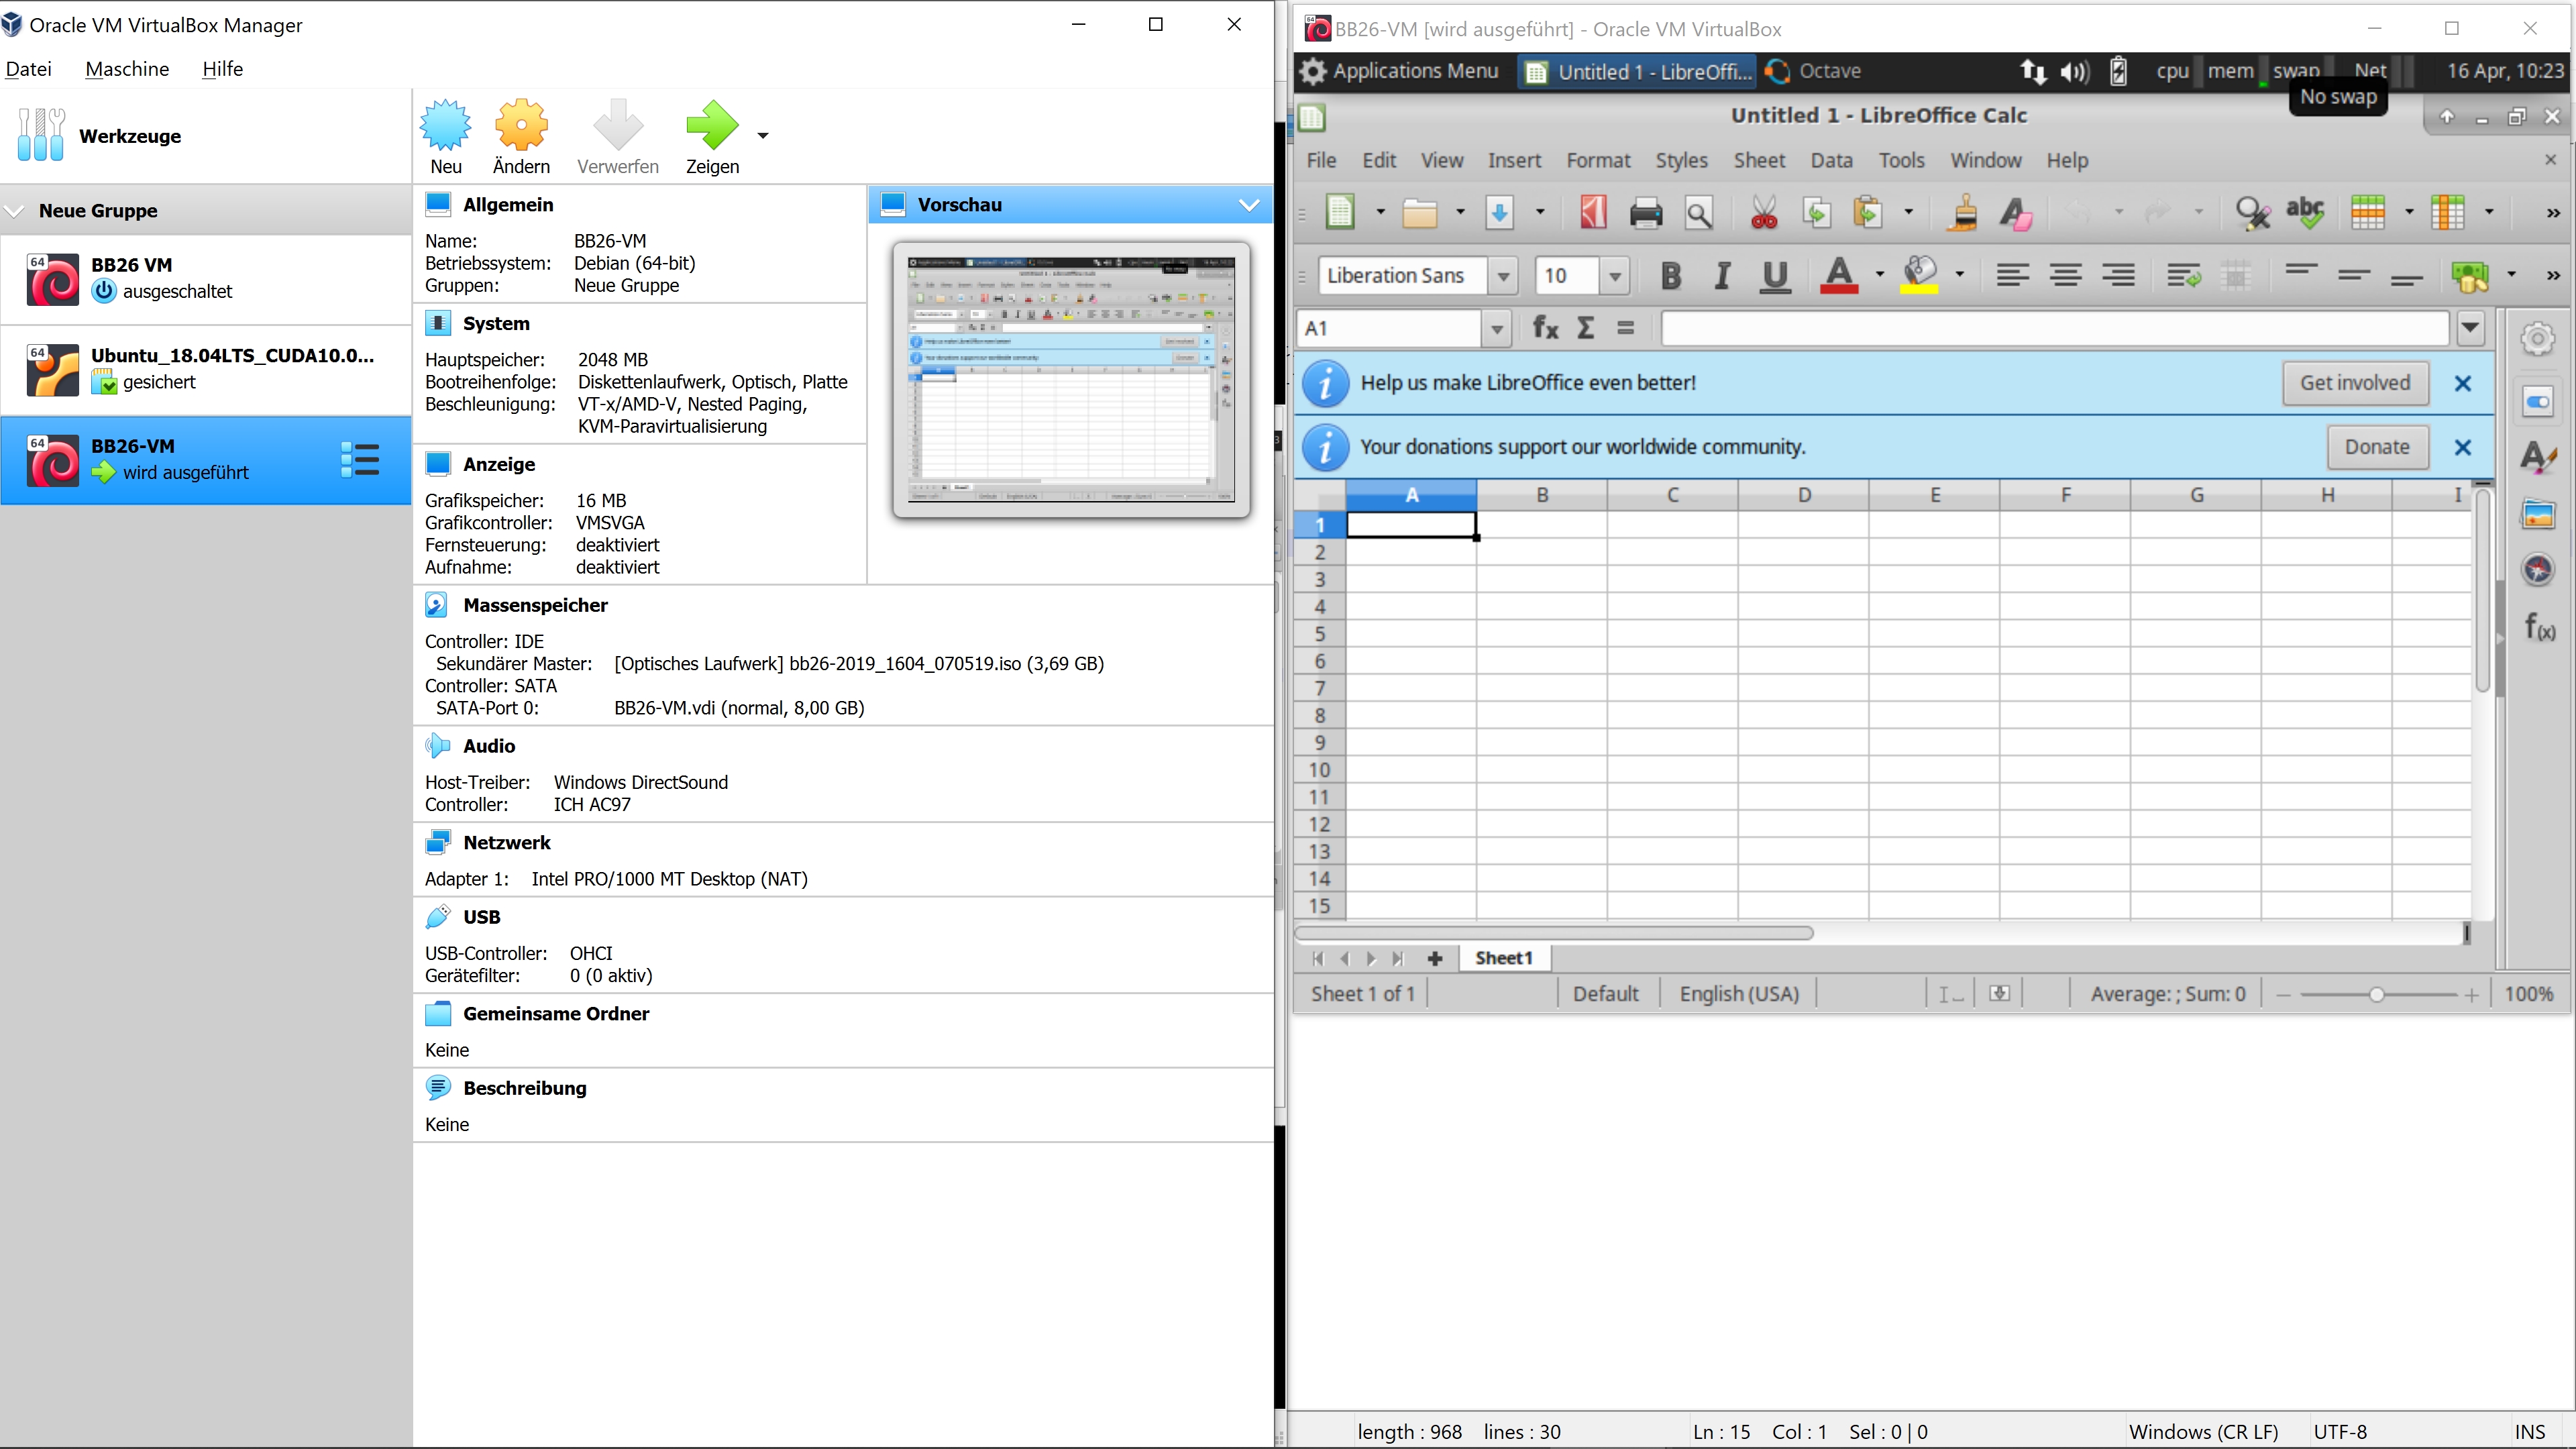 Oracle VM VirtualBox Manager
Datei Maschine Hilfe
Werkzeuge
Neu Ändern Verwerfen Zeigen
Neue Gruppe
64
BB26 VM
ausgeschaltet
64
Ubuntu_18.04LTS_CUDA10.0...
gesichert
64
BB26-VM
wird ausgeführt
Allgemein
Name: BB26-VM
Betriebssystem: Debian (64-bit)
Gruppen: Neue Gruppe
System
Hauptspeicher: 2048 MB
Bootreihenfolge: Diskettenlaufwerk, Optisch, Platte
Beschleunigung: VT-x/AMD-V, Nested Paging,
KVM-Paravirtualisierung
Anzeige
Grafikspeicher: 16 MB
Grafikcontroller: VMSVGA
Fernsteuerung: deaktiviert
Aufnahme: deaktiviert
Vorschau
Massenspeicher
Controller: IDE
Sekundärer Master: [Optisches Laufwerk] bb26-2019_1604_070519.iso (3,69 GB)
Controller: SATA
SATA-Port 0: BB26-VM.vdi (normal, 8,00 GB)
Audio
Host-Treiber: Windows DirectSound
Controller: ICH AC97
Netzwerk
Adapter 1: Intel PRO/1000 MT Desktop (NAT)
USB
USB-Controller: OHCI
Gerätefilter: 0 (0 aktiv)
Gemeinsame Ordner
Keine
Beschreibung
Keine
64
BB26-VM [wird ausgeführt] - Oracle VM VirtualBox
Applications Menu Untitled 1 - LibreOffi... Octave cpu mem swap Net 16 Apr, 10:23
No swap
Untitled 1 - LibreOffice Calc
File Edit View Insert Format Styles Sheet Data Tools Window Help
abc
Liberation Sans 10 B I U A
A1 fx Σ =
Help us make LibreOffice even better! Get involved
Your donations support our worldwide community. Donate
A B C D E F G H I
1
2
3
4
5
6
7
8
9
10
11
12
13
14
15
f(x)
Sheet1
Sheet 1 of 1 Default English (USA) Average: ; Sum: 0 100%
length : 968 lines : 30 Ln : 15 Col : 1 Sel : 0 | 0 Windows (CR LF) UTF-8 INS